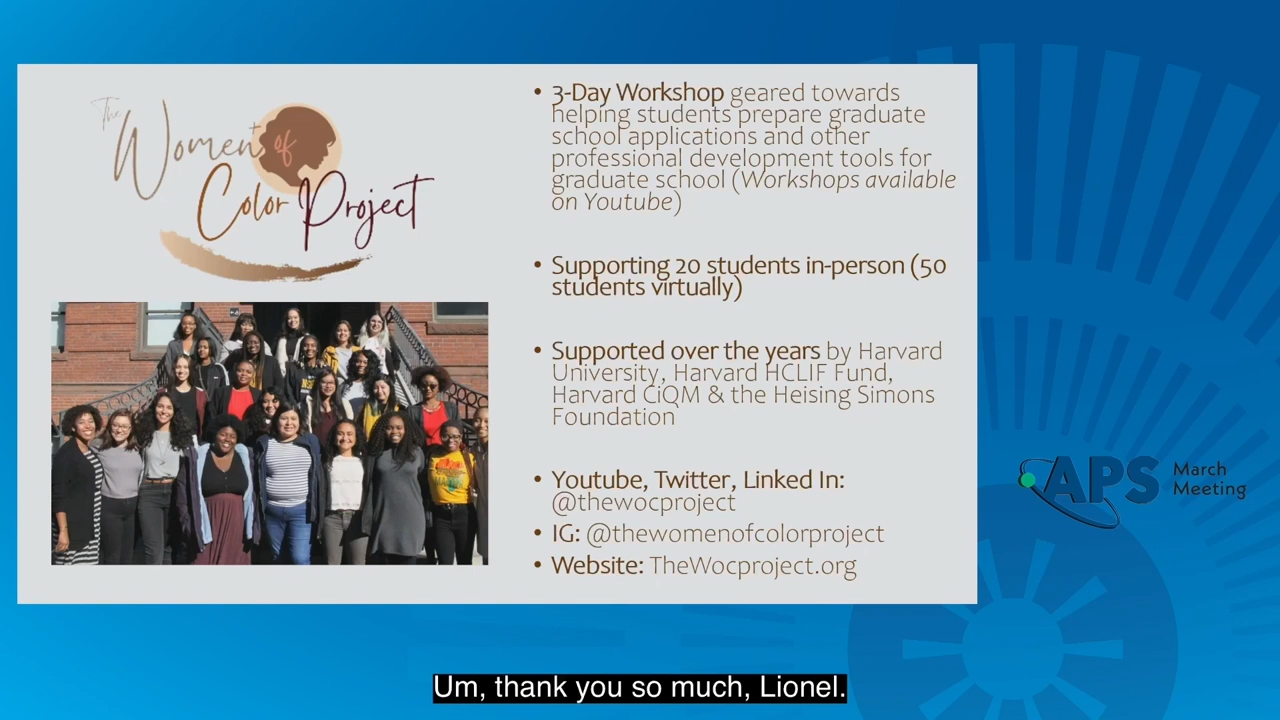 The
Women+ of
Color Project
• 3-Day Workshop geared towards
helping students prepare graduate
school applications and other
professional development tools for
graduate school (Workshops available
on Youtube)
• Supporting 20 students in-person (50
students virtually)
• Supported over the years by Harvard
University, Harvard HCLIF Fund,
Harvard CiQM & the Heising Simons
Foundation
• Youtube, Twitter, Linked In:
@thewocproject
• IG: @thewomenofcolorproject
• Website: TheWocproject.org
APS March
Meeting
Um, thank you so much, Lionel.